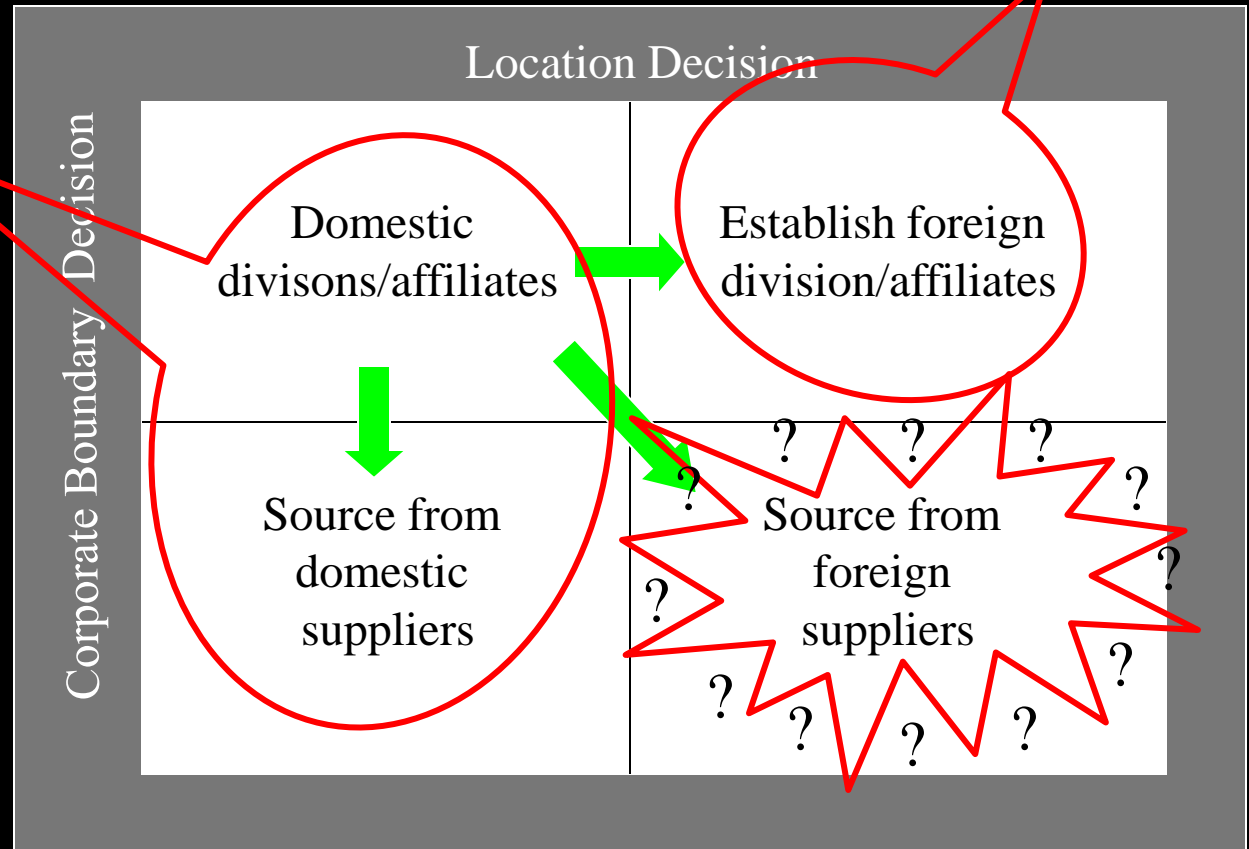 Location Decision
Corporate Boundary Decision
Domestic
divisons/affiliates
Establish foreign
division/affiliates
Source from
domestic
suppliers
? ? ?
? ?
Source from
foreign
suppliers
?
?
?
?
? ? ?